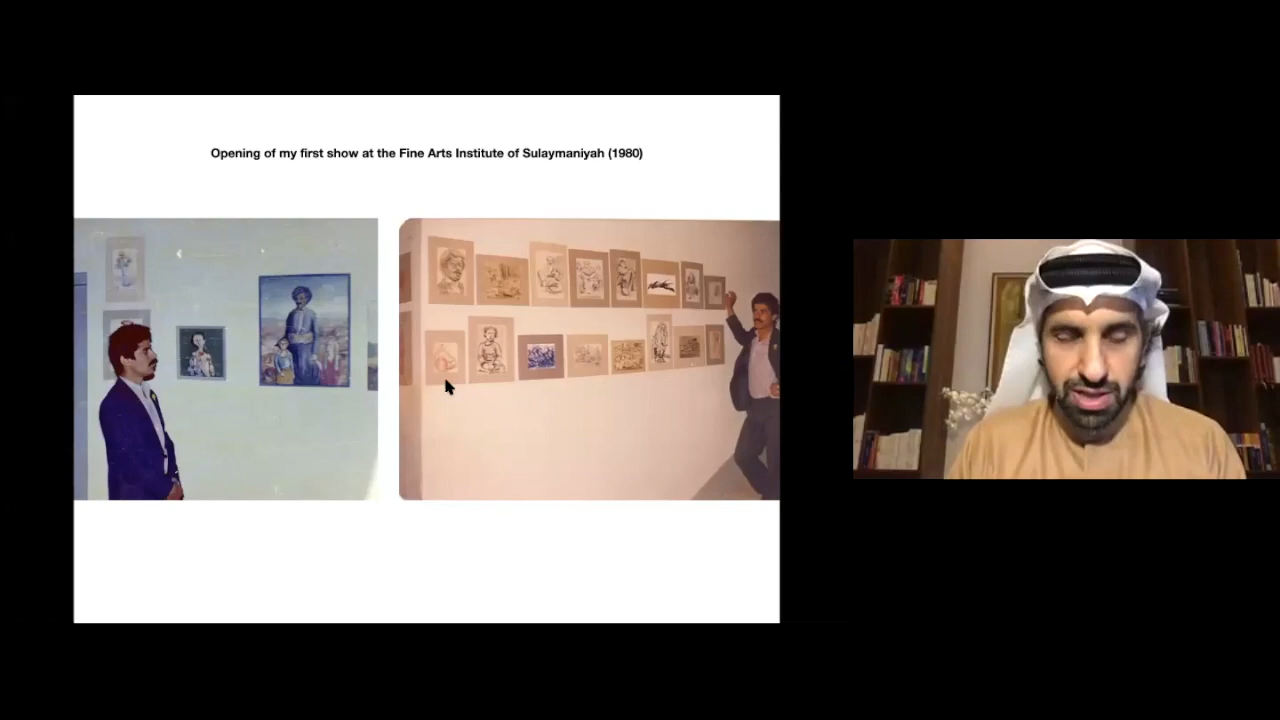 Opening of my first show at the Fine Arts Institute of Sulaymaniyah (1980)